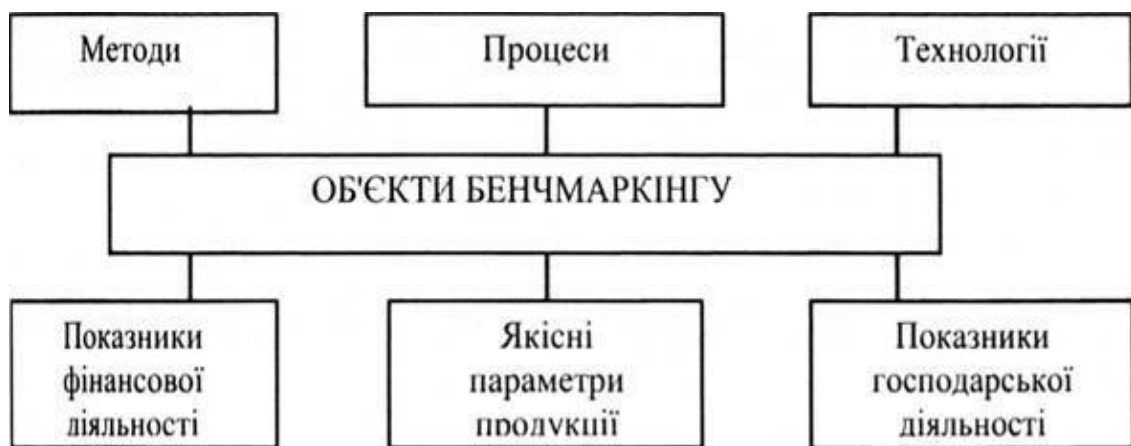 Методи
Процеси
Технології
ОБ'ЄКТИ БЕНЧМАРКІНГУ
Показники
фінансової
діяльності
Якісні
параметри
продукції
Показники
господарської
діяльності